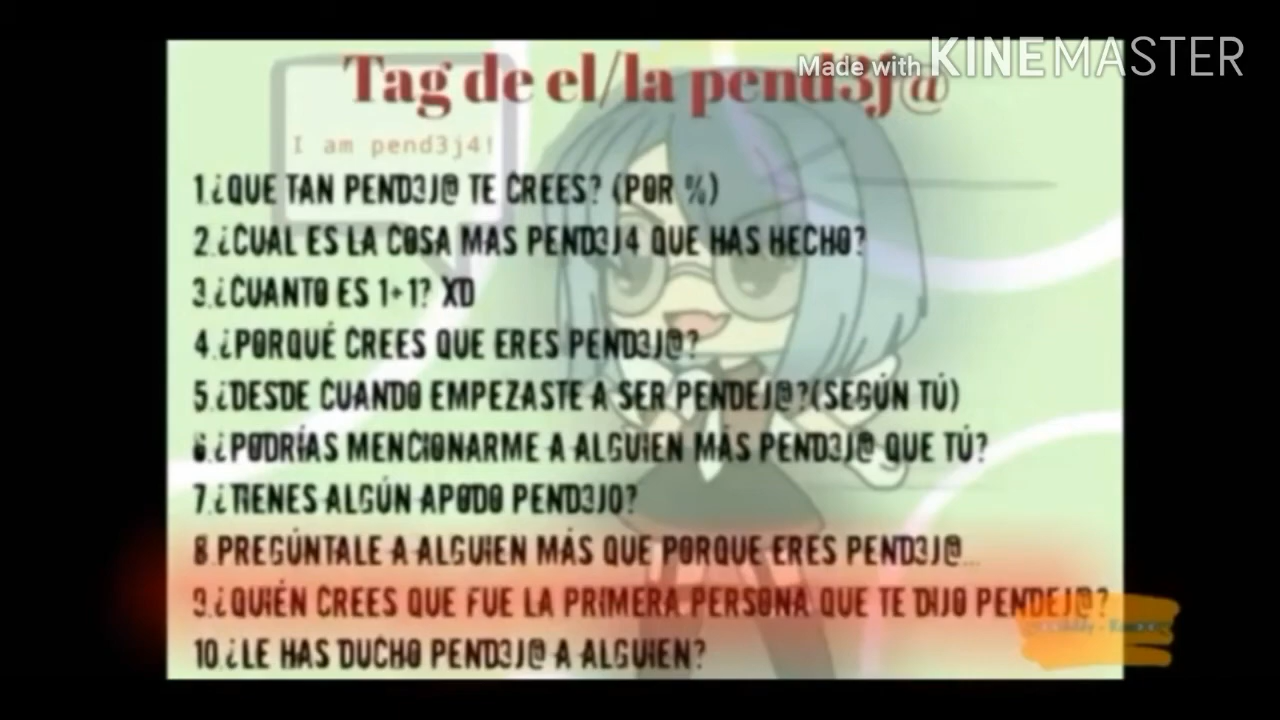 Made with KINEMASTER
Tag de el/la pend3j@
I am pend3j4!
1.¿QUE TAN PEND3J@ TE CREES? (POR %)
2.¿CUAL ES LA COSA MAS PEND3J4 QUE HAS HECHO?
3.¿CUANTO ES 1+1? XD
4.¿PORQUÉ CREES QUE ERES PEND3J@?
5.¿DESDE CUANDO EMPEZASTE A SER PENDEJ@?(SEGÚN TÚ)
6.¿PODRÍAS MENCIONARME A ALGUIEN MÁS PEND3J@ QUE TÚ?
7.¿TIENES ALGÚN APODO PEND3JO?
8.PREGÚNTALE A ALGUIEN MÁS QUE PORQUE ERES PEND3J@...
9.¿QUIÉN CREES QUE FUE LA PRIMERA PERSONA QUE TE DIJO PENDEJ@?
10.¿LE HAS DUCHO PEND3J@ A ALGUIEN?